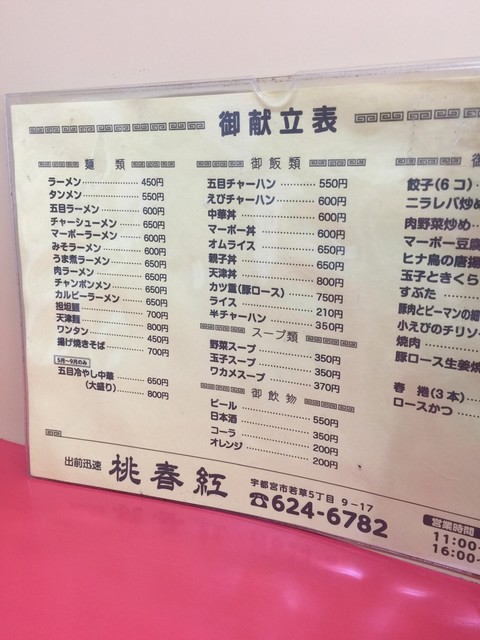 御献立表
麺類
ラーメン 450円
タンメン 550円
五目ラーメン 600円
チャーシューメン 650円
マーボーラーメン 600円
みそラーメン 600円
うま煮ラーメン 650円
肉ラーメン 650円
チャンポンメン 650円
カルビーラーメン 650円
担担麺 700円
天津麺 800円
ワンタン 450円
揚げ焼きそば 700円
5月~9月のみ
五目冷やし中華 650円
(大盛り) 800円
御飯類
五目チャーハン 550円
えびチャーハン 600円
中華丼 600円
マーボー丼 600円
オムライス 650円
親子丼 650円
天津丼 800円
カツ重(豚ロース) 750円
ライス 210円
半チャーハン 350円
スープ類
野菜スープ 350円
玉子スープ 350円
ワカメスープ 370円
御飲物
ビール 550円
日本酒 350円
コーラ 200円
オレンジ 200円
御
餃子(6コ)
ニラレバ炒め
肉野菜炒め
マーボー豆腐
ヒナ鳥の唐揚
玉子ときくら
すぶた
豚肉とピーマンの細
小えびのチリソ
焼肉
豚ロース生姜焼
春捲(3本)
ロースかつ
出前迅速 桃春紅
宇都宮市若草5丁目 9-17
☎624-6782
営業時間
11:00-
16:00-